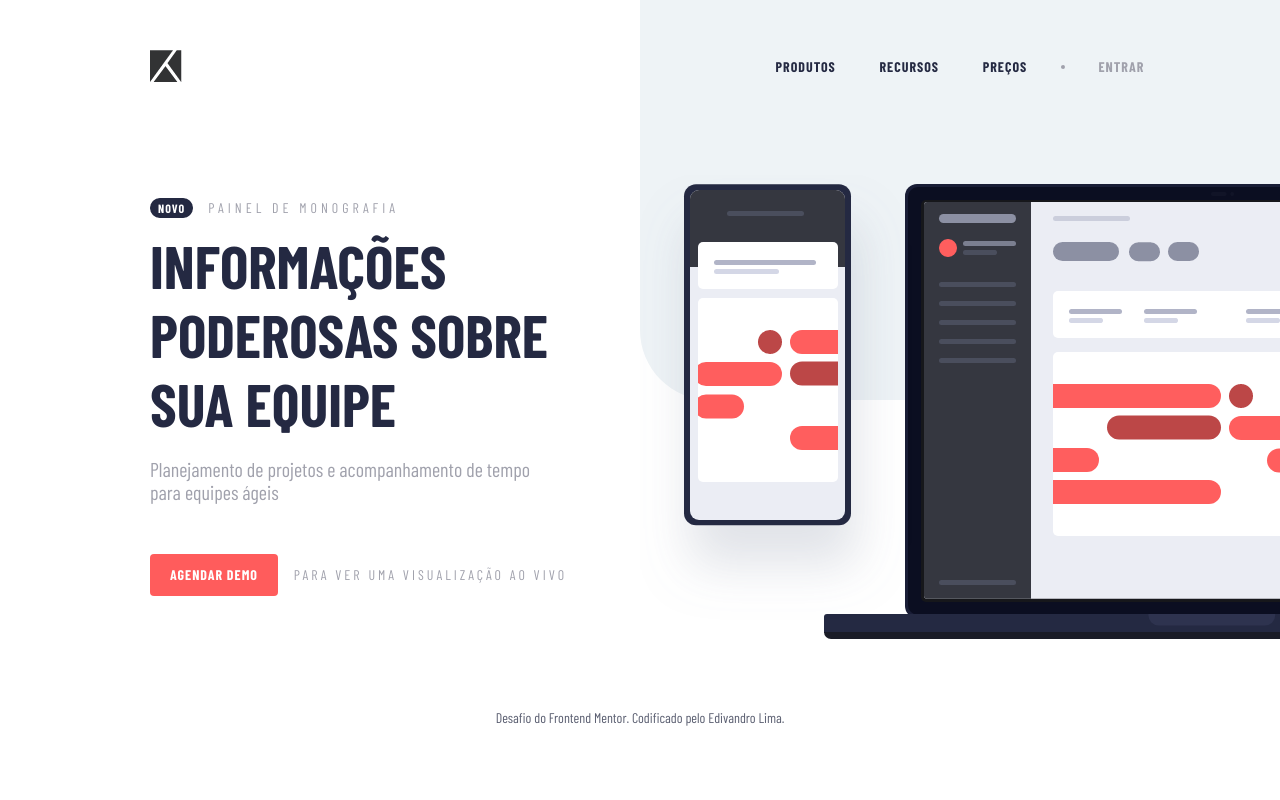 PRODUTOS RECURSOS PREÇOS • ENTRAR
NOVO PAINEL DE MONOGRAFIA
INFORMAÇÕES
PODEROSAS SOBRE
SUA EQUIPE
Planejamento de projetos e acompanhamento de tempo
para equipes ágeis
AGENDAR DEMO PARA VER UMA VISUALIZAÇÃO AO VIVO
Desafio do Frontend Mentor. Codificado pelo Edivandro Lima.